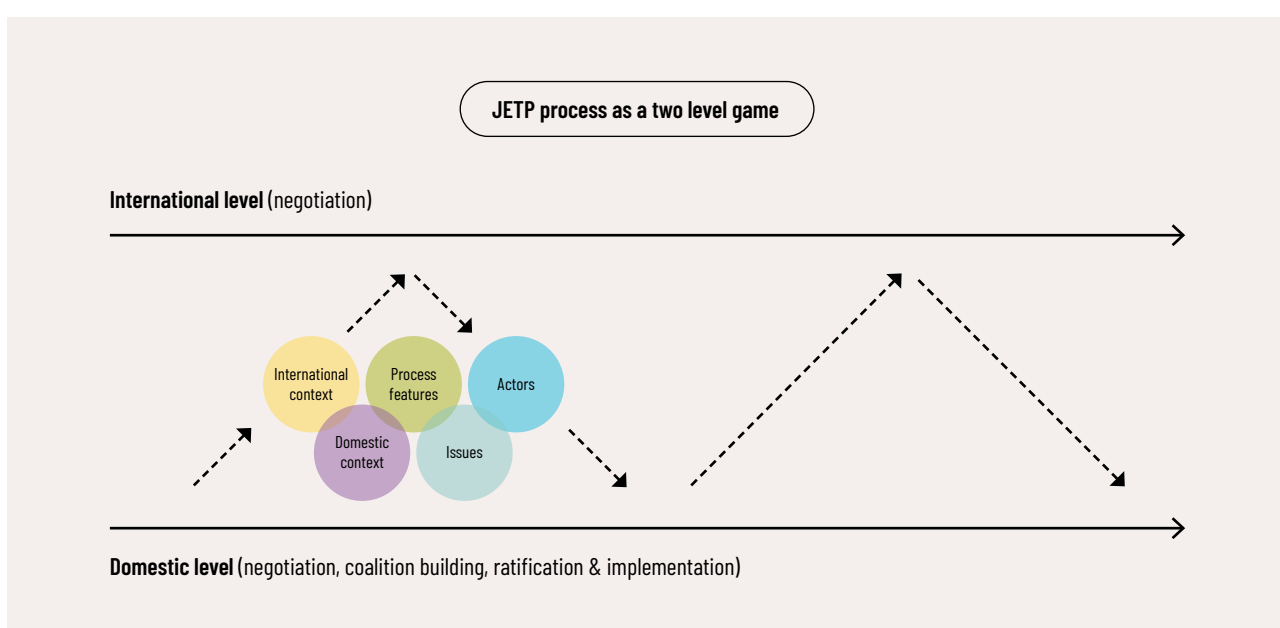 JETP process as a two level game
International level (negotiation)
International
context
Process
features
Actors
Domestic
context
Issues
Domestic level (negotiation, coalition building, ratification & implementation)